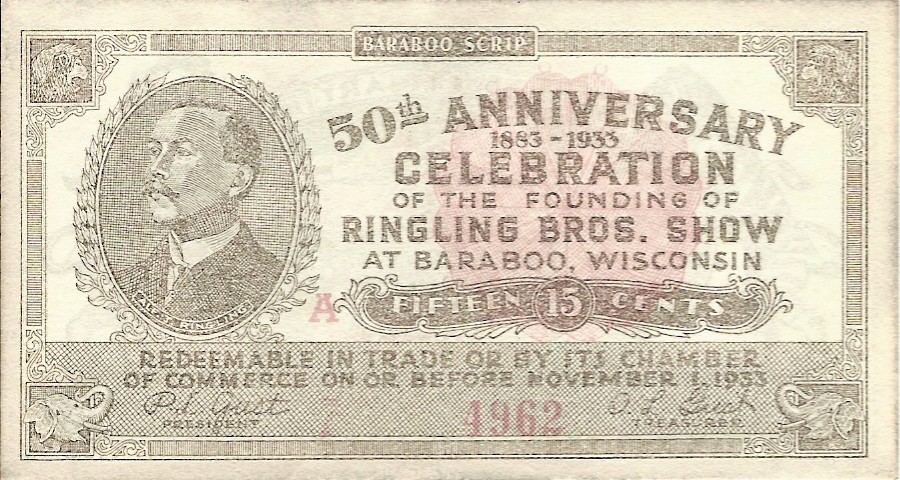 BARABOO SCRIP
50th ANNIVERSARY
1883-1933
CELEBRATION
OF THE FOUNDING OF
RINGLING BROS. SHOW
AT BARABOO, WISCONSIN
FIFTEEN 15 CENTS
A
RINGLING
REDEEMABLE IN TRADE OR BY ITS CHAMBER
OF COMMERCE ON OR BEFORE NOVEMBER 1, 1933
PRESIDENT
4962
TREASURER